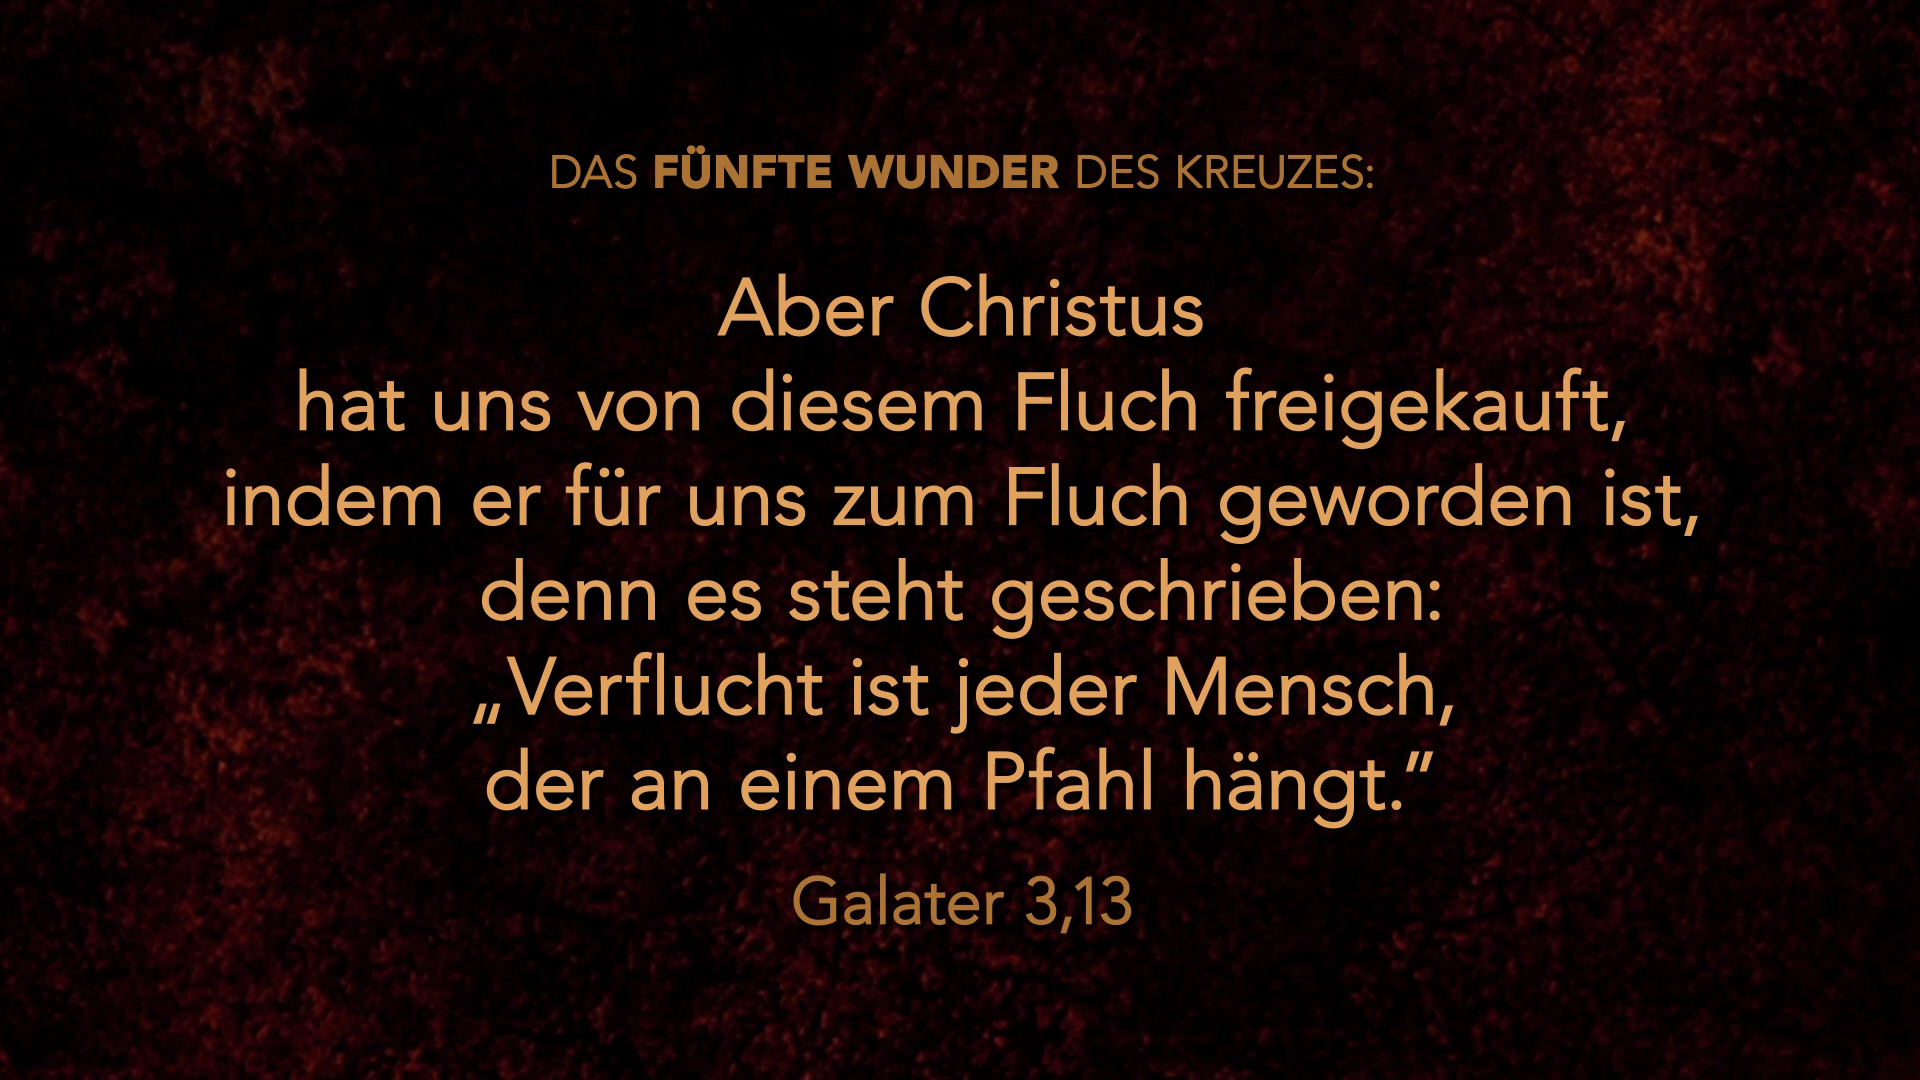 DAS FÜNFTE WUNDER DES KREUZES:
Aber Christus
hat uns von diesem Fluch freigekauft,
indem er für uns zum Fluch geworden ist,
denn es steht geschrieben:
„Verflucht ist jeder Mensch,
der an einem Pfahl hängt.”
Galater 3,13